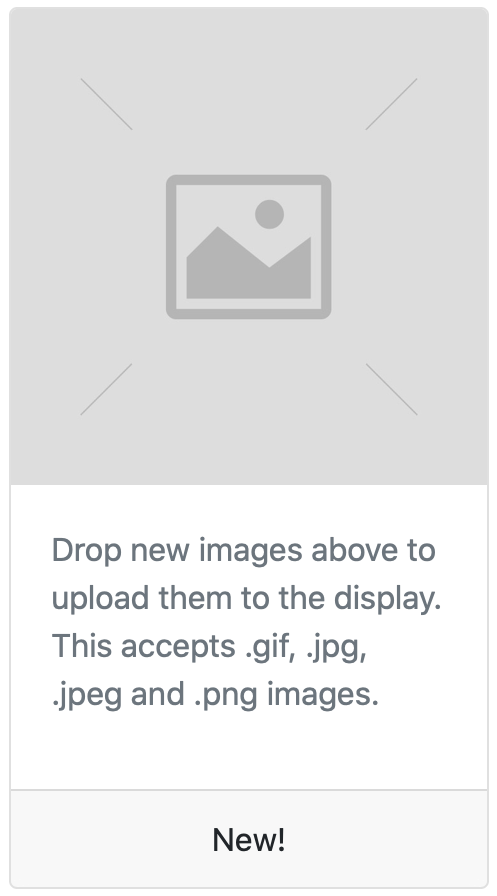 Drop new images above to
upload them to the display.
This accepts .gif, .jpg,
.jpeg and .png images.
New!